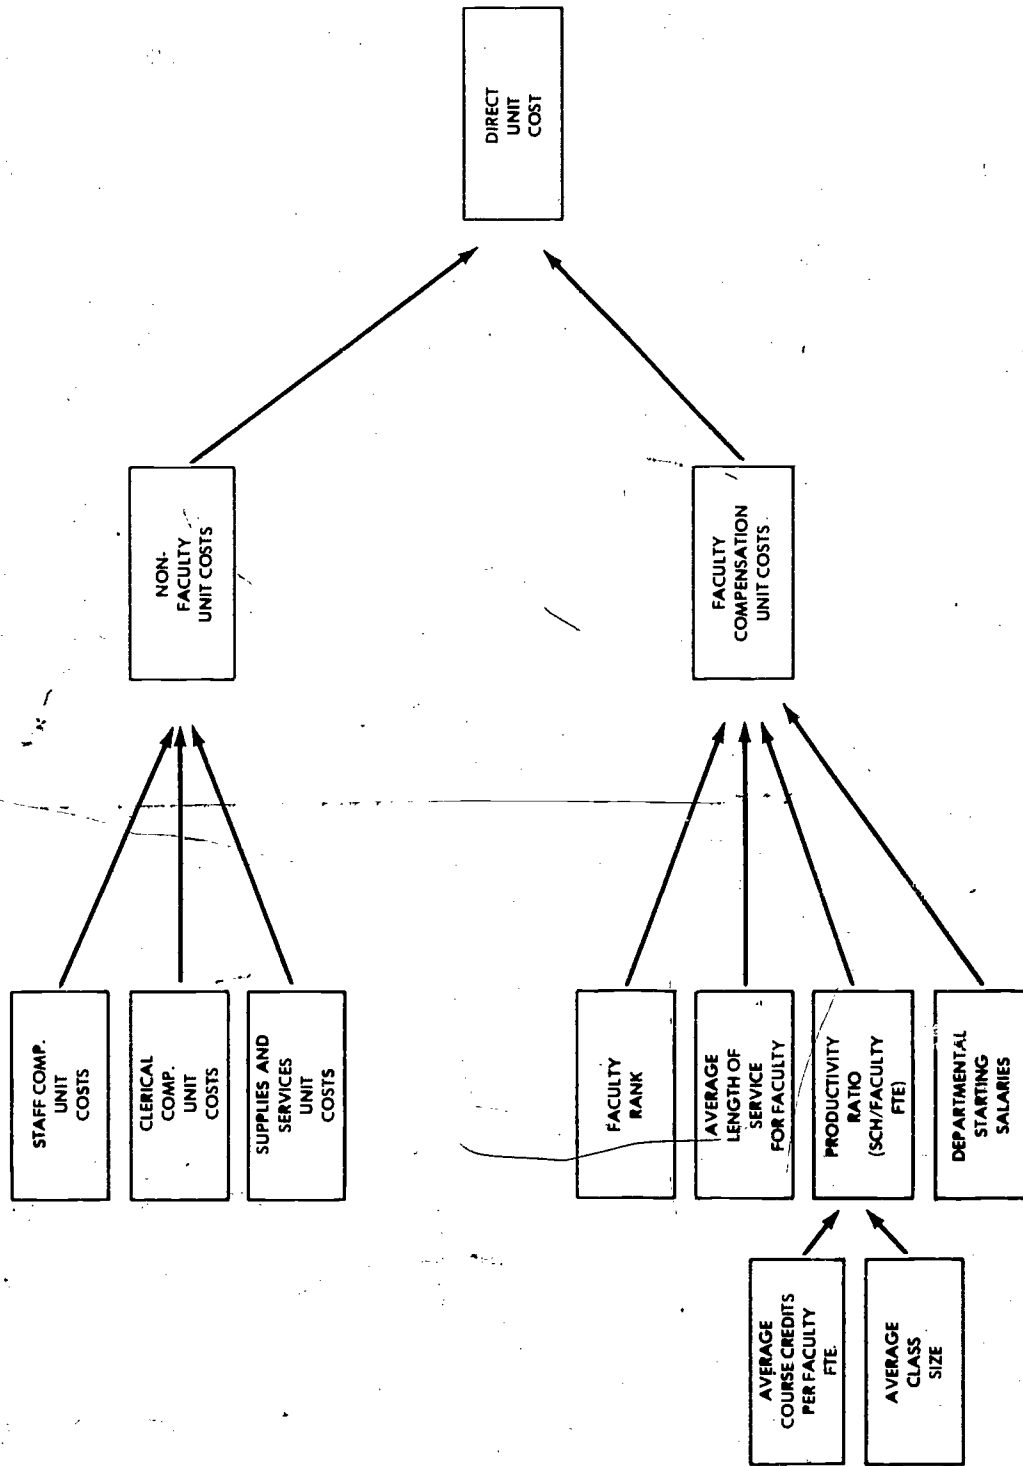 DIRECT
UNIT
COST
NON-
FACULTY
UNIT COSTS
FACULTY
COMPENSATION
UNIT COSTS
STAFF COMP.
UNIT
COSTS
CLERICAL
COMP.
UNIT
COSTS
SUPPLIES AND
SERVICES
UNIT
COSTS
FACULTY
RANK
AVERAGE
LENGTH OF
SERVICE
FOR FACULTY
PRODUCTIVITY
RATIO
(SCH/FACULTY
FTE)
DEPARTMENTAL
STARTING
SALARIES
AVERAGE
COURSE CREDITS
PER FACULTY
FTE.
AVERAGE
CLASS
SIZE